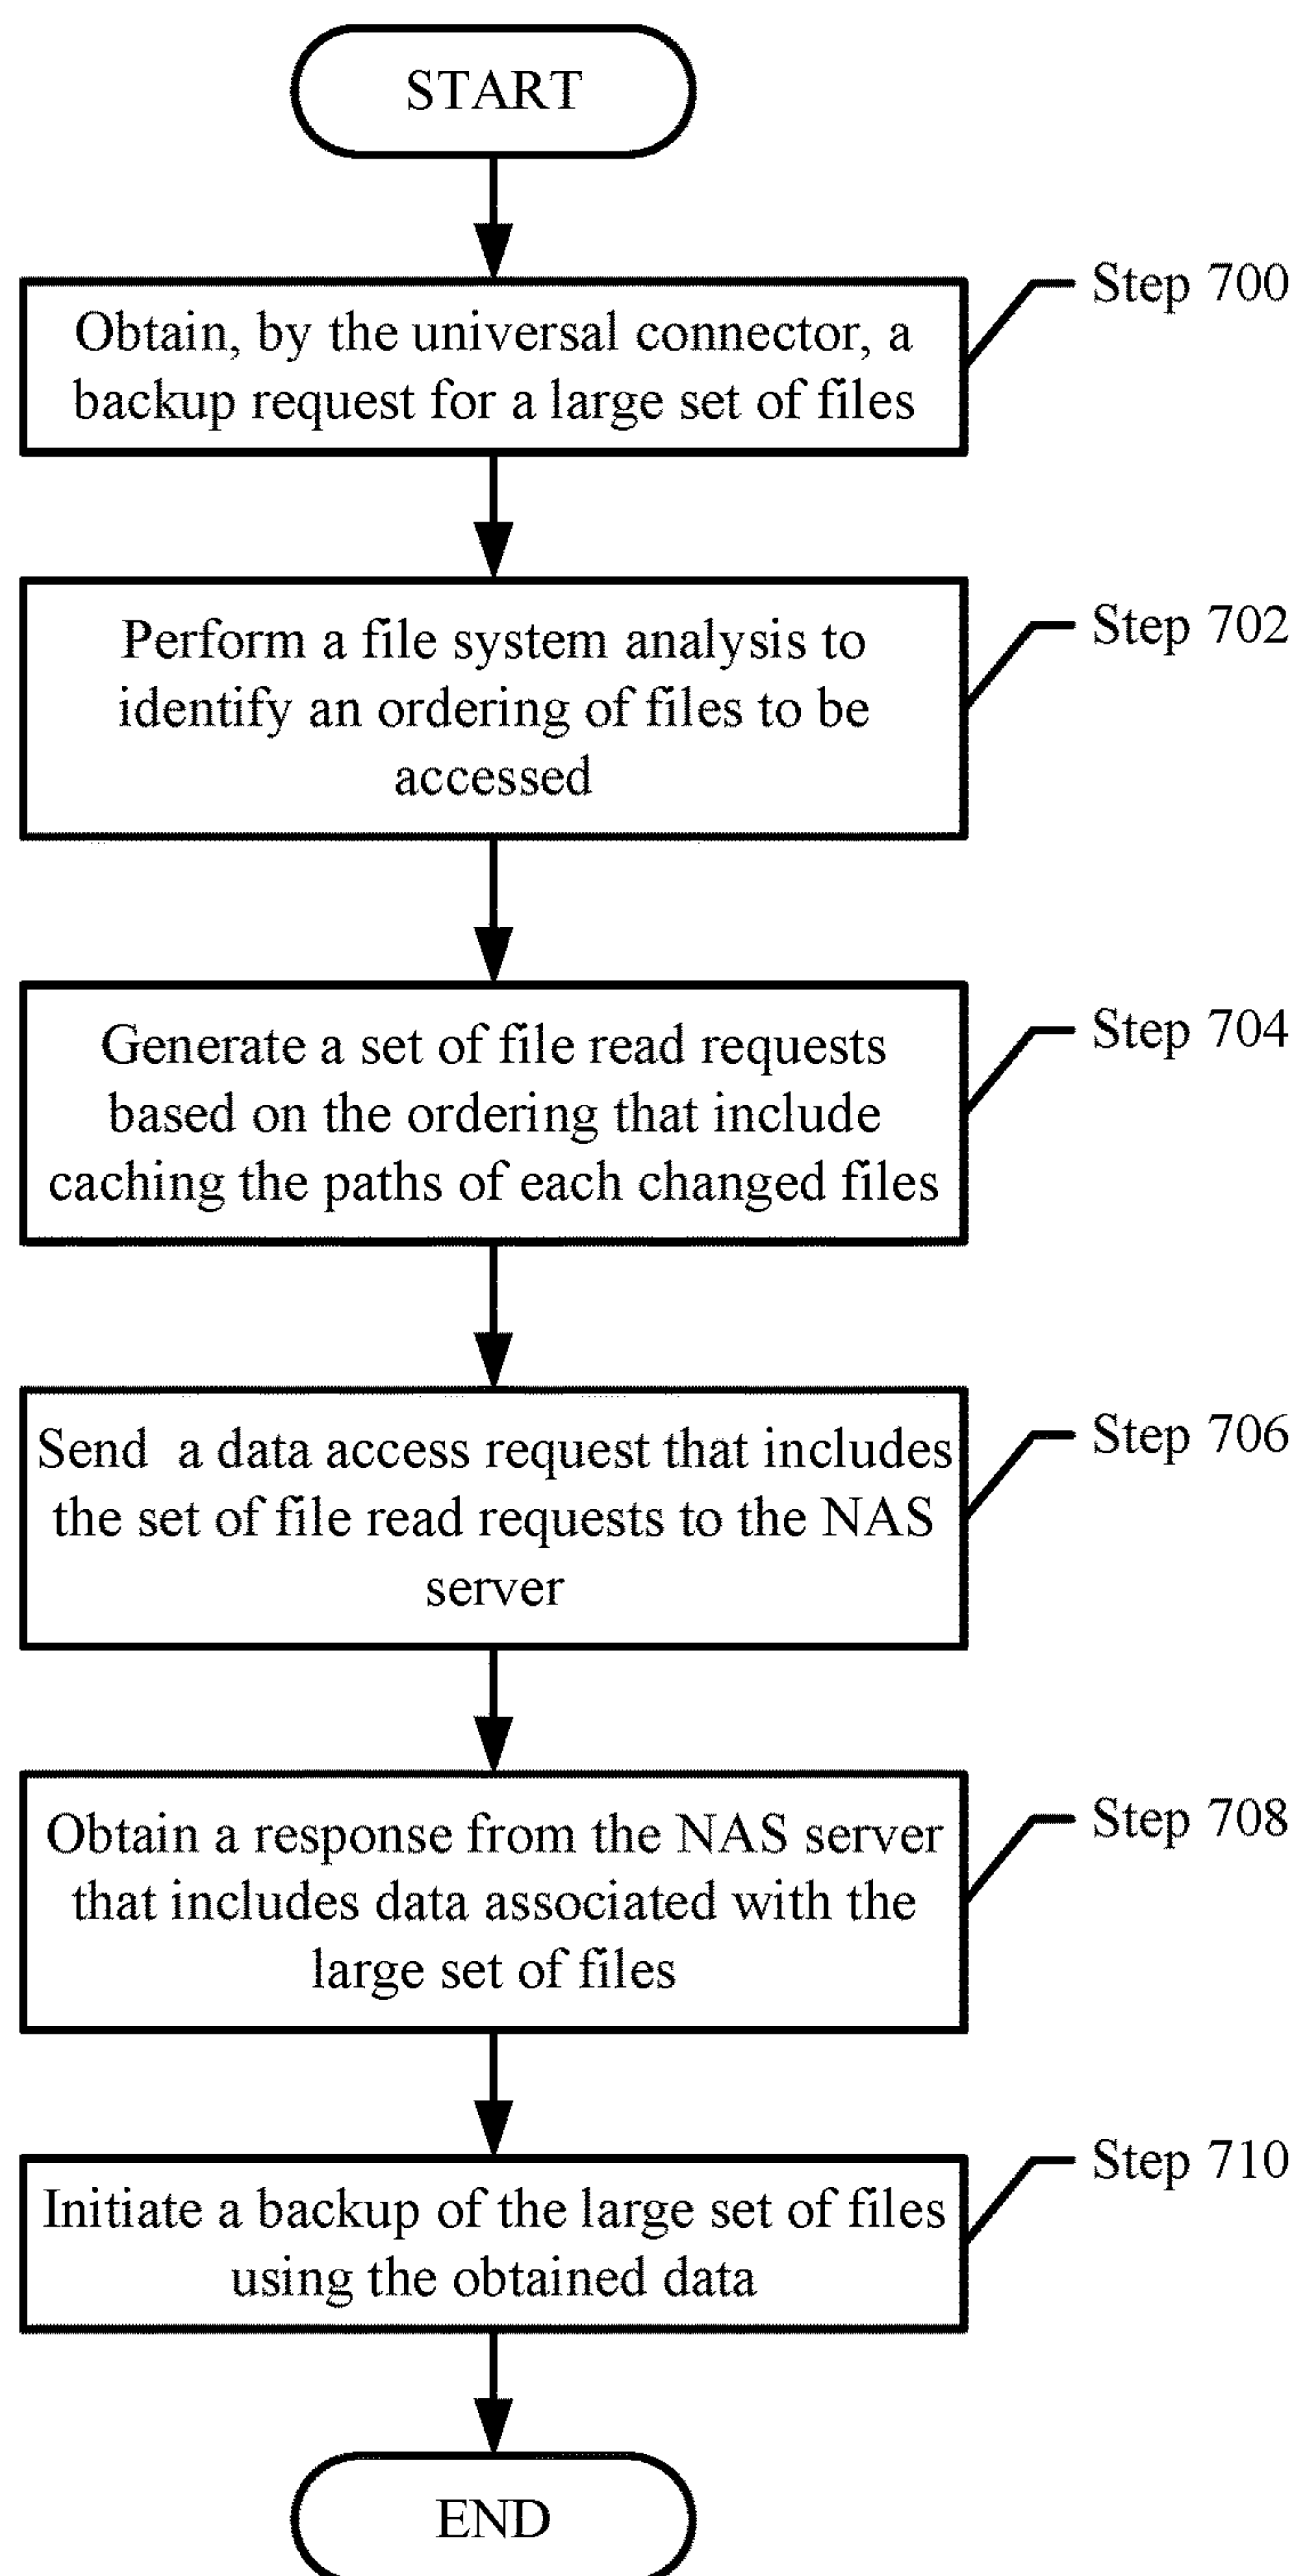 START
Step 700
Obtain, by the universal connector, a
backup request for a large set of files
Step 702
Perform a file system analysis to
identify an ordering of files to be
accessed
Step 704
Generate a set of file read requests
based on the ordering that include
caching the paths of each changed files
Step 706
Send  a data access request that includes
the set of file read requests to the NAS
server
Step 708
Obtain a response from the NAS server
that includes data associated with the
large set of files
Step 710
Initiate a backup of the large set of files
using the obtained data
END